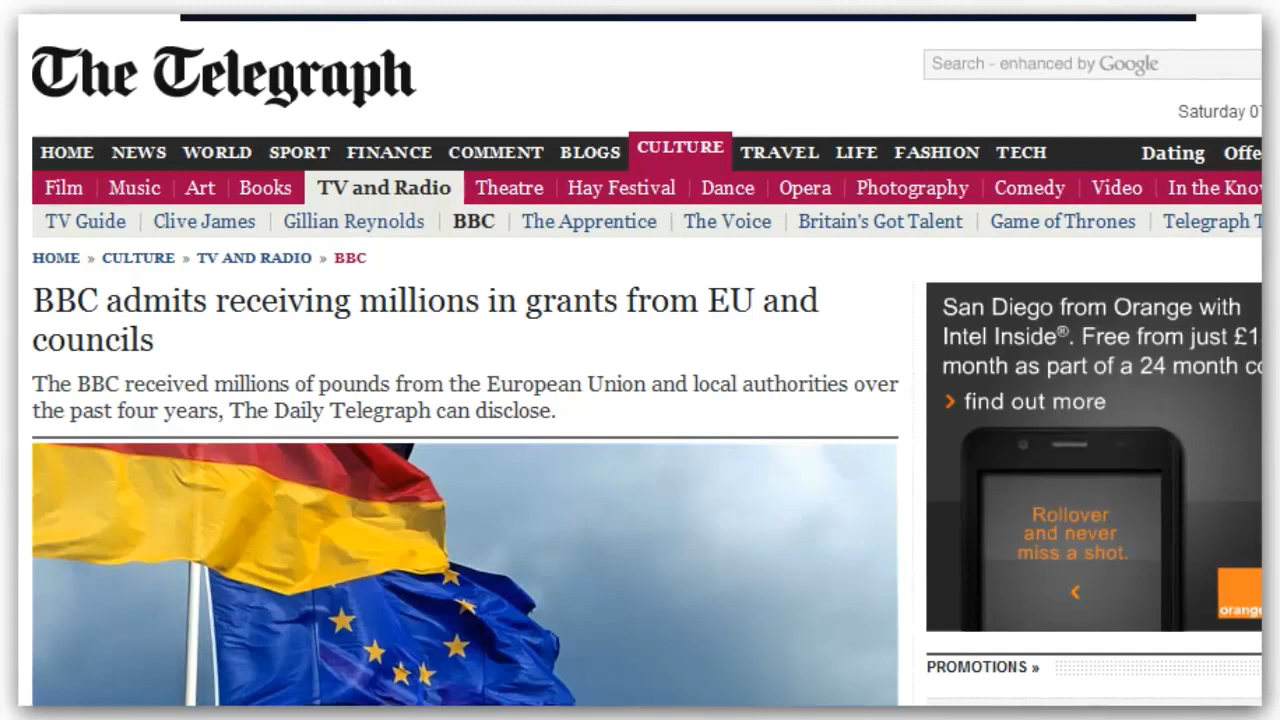 The Telegraph
Search - enhanced by Google
Saturday
HOME NEWS WORLD SPORT FINANCE COMMENT BLOGS CULTURE TRAVEL LIFE FASHION TECH Dating
Film Music Art Books TV and Radio Theatre Hay Festival Dance Opera Photography Comedy Video In the
TV Guide Clive James Gillian Reynolds BBC The Apprentice The Voice Britain's Got Talent Game of Thrones Telegraph
HOME » CULTURE » TV AND RADIO » BBC
BBC admits receiving millions in grants from EU and
councils
The BBC received millions of pounds from the European Union and local authorities over
the past four years, The Daily Telegraph can disclose.
San Diego from Orange with
Intel Inside®. Free from just
month as part of a 24 month
> find out more
Rollover
and never
miss a shot.
<
orange
PROMOTIONS »